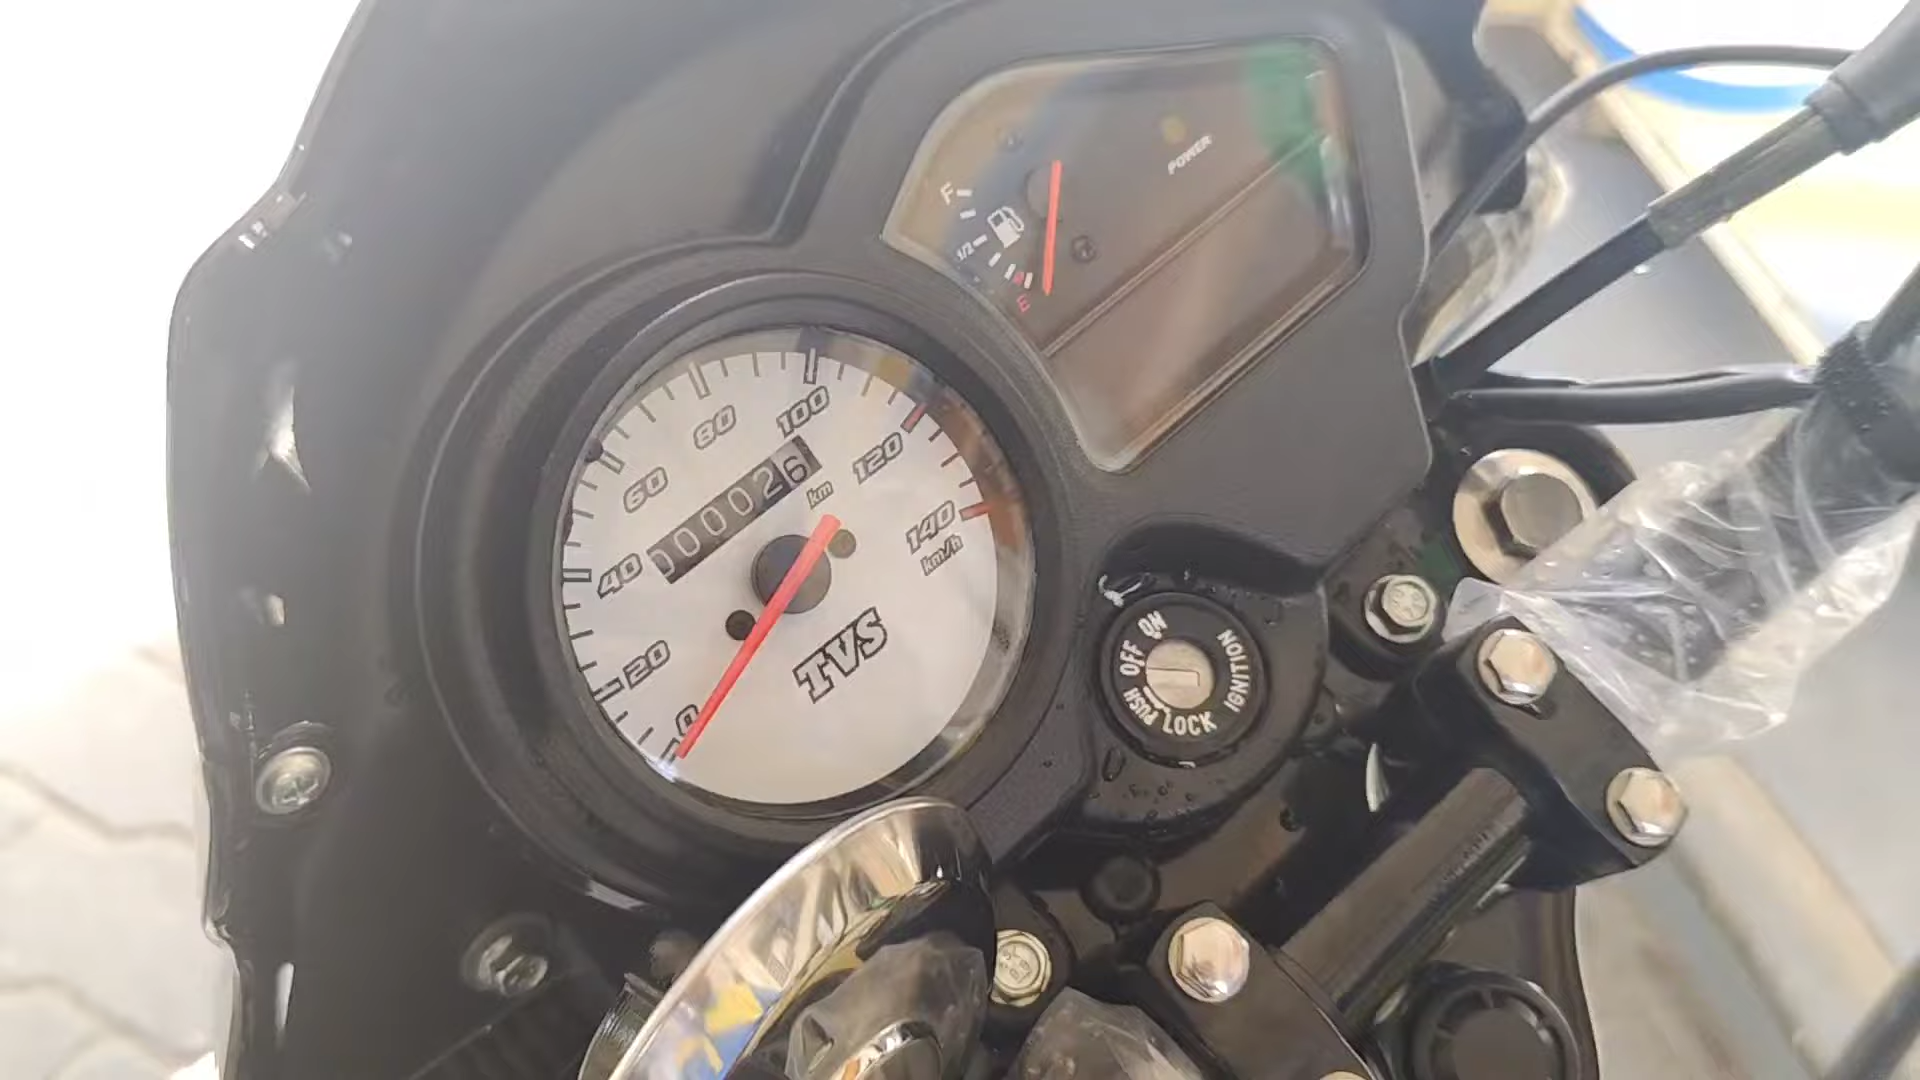 POWER
F
1/2
E
0
20
40
60
80
100
120
140
km/h
000026
km
TVS
ON
OFF
PUSH
LOCK
IGNITION